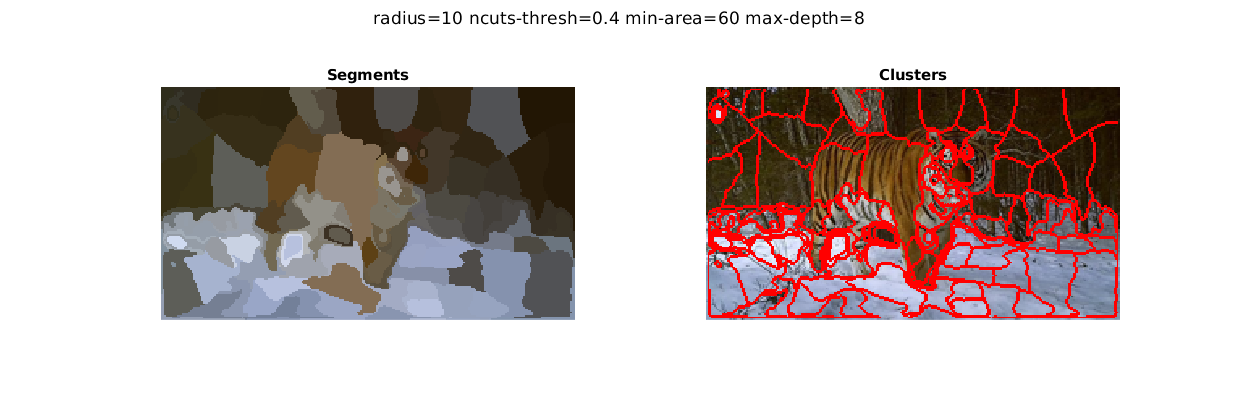 radius=10 ncuts-thresh=0.4 min-area=60 max-depth=8
Segments
Clusters